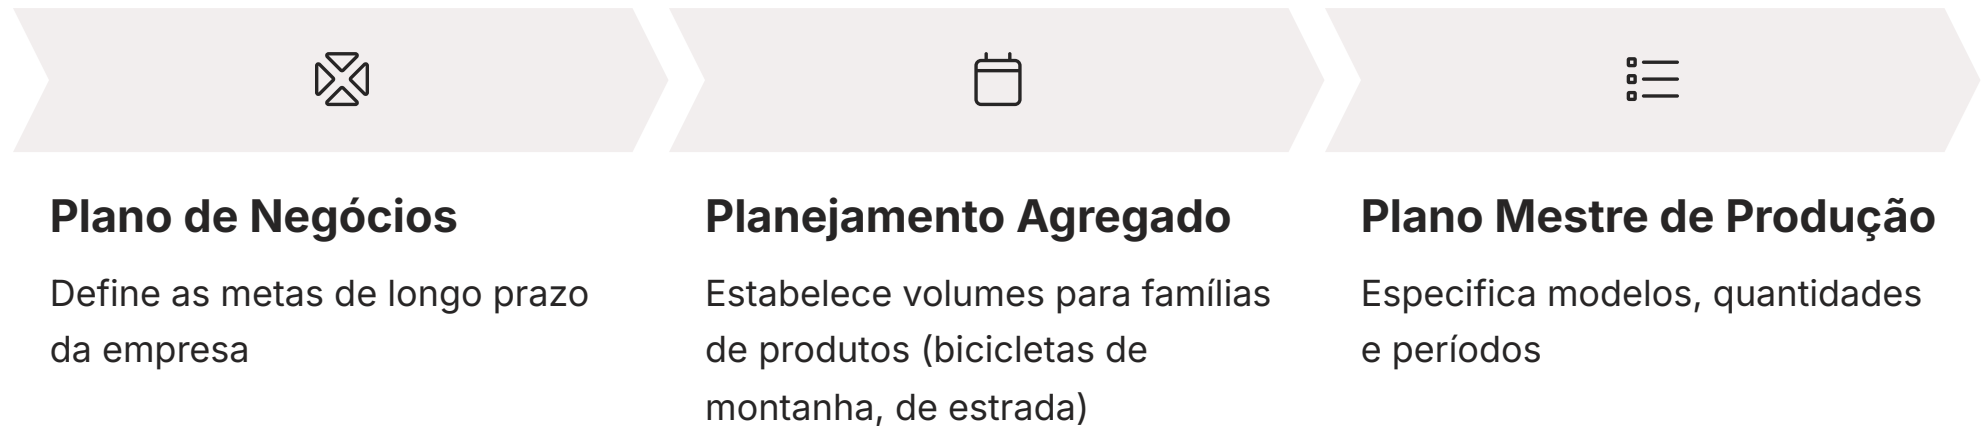 Plano de Negócios
Define as metas de longo prazo
da empresa
Planejamento Agregado
Estabelece volumes para famílias
de produtos (bicicletas de
montanha, de estrada)
Plano Mestre de Produção
Especifica modelos, quantidades
e períodos